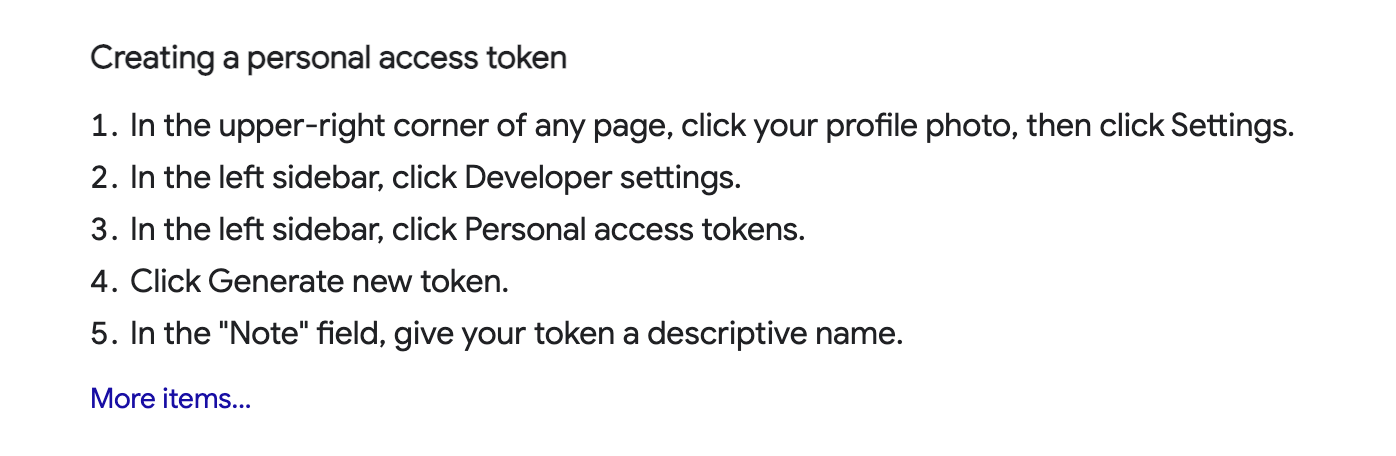 Creating a personal access token
1. In the upper-right corner of any page, click your profile photo, then click Settings.
2. In the left sidebar, click Developer settings.
3. In the left sidebar, click Personal access tokens.
4. Click Generate new token.
5. In the "Note" field, give your token a descriptive name.
More items...